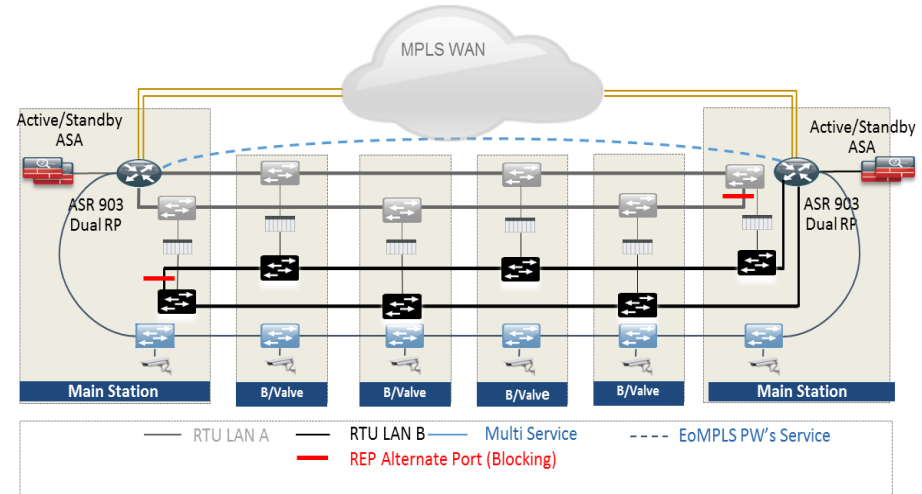 MPLS WAN
Active/Standby
ASA
Active/Standby
ASA
ASR 903
Dual RP
ASR 903
Dual RP
Main Station
B/Valve
B/Valve
B/Valve
B/Valve
Main Station
RTU LAN A
RTU LAN B
Multi Service
EoMPLS PW's Service
REP Alternate Port (Blocking)